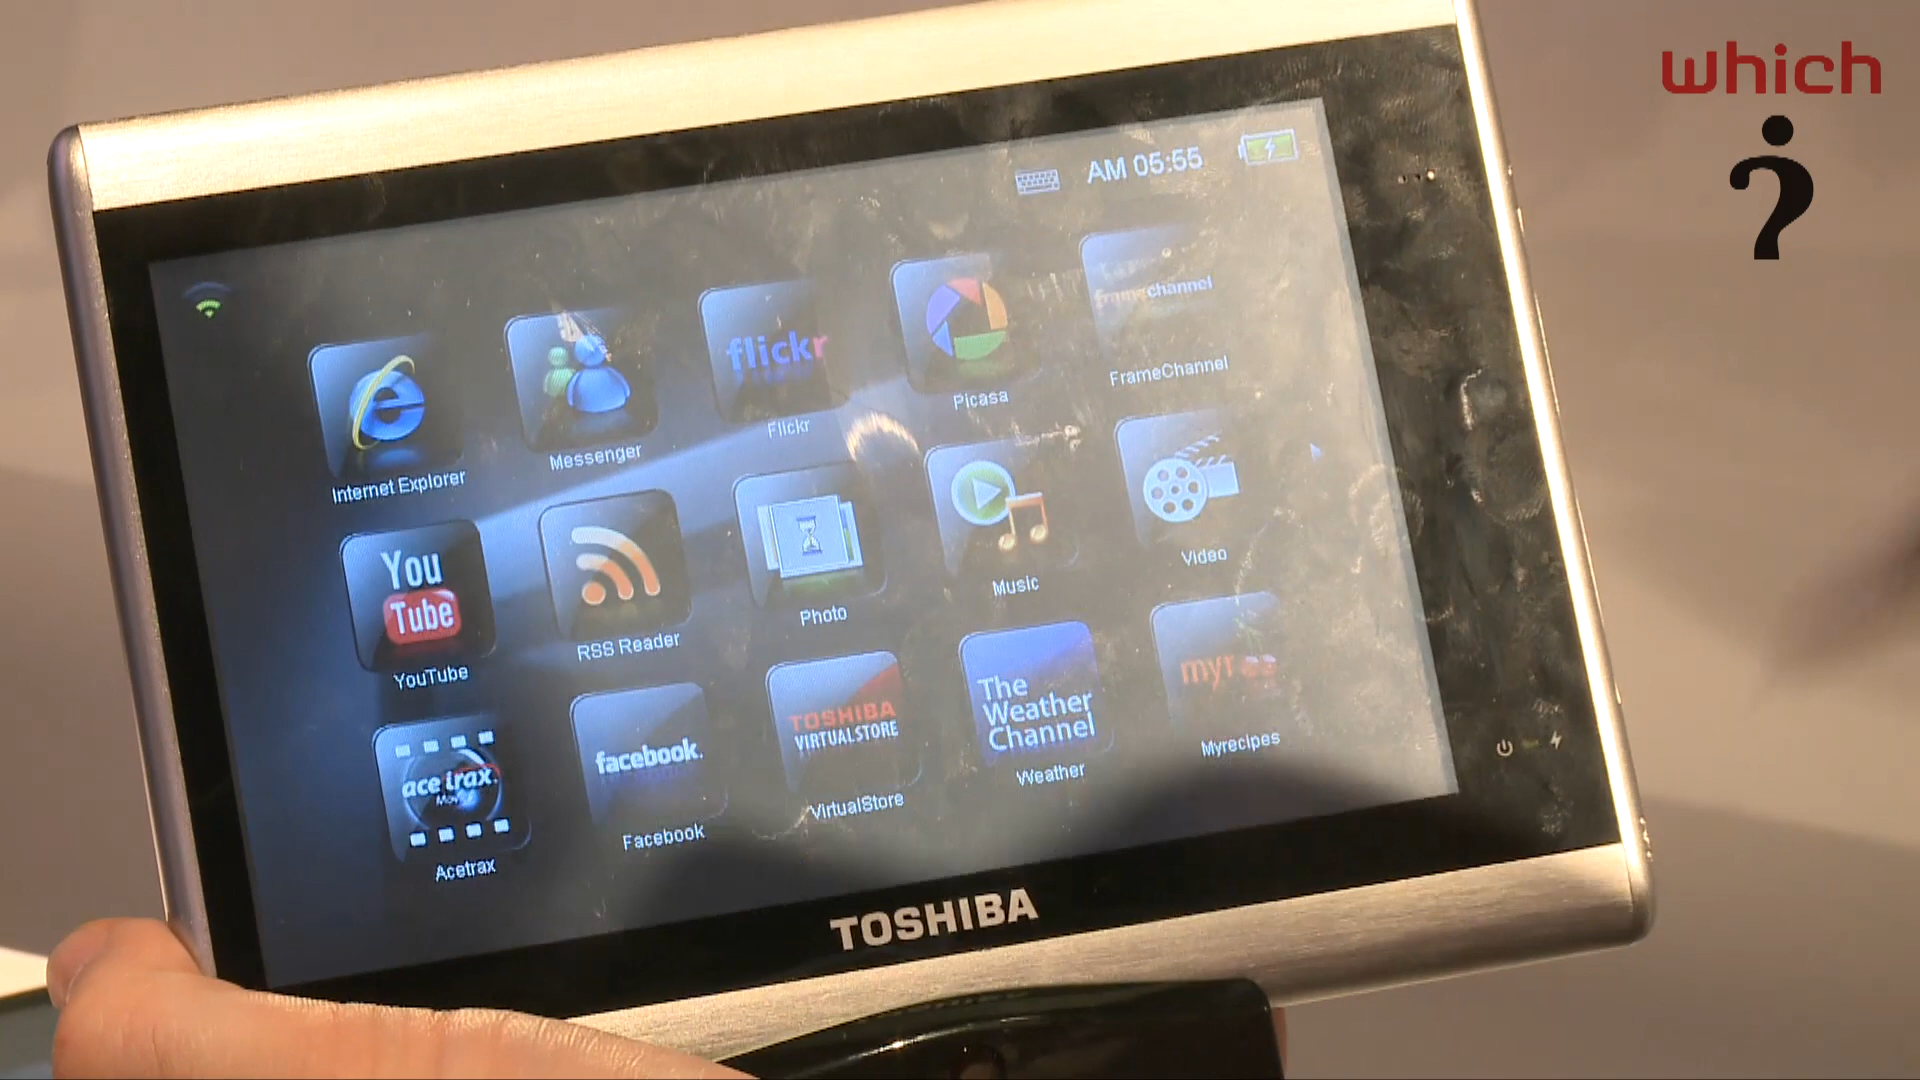 which
?
AM 05:55
flickr
framechannel
Internet Explorer
Messenger
Flickr
Picasa
FrameChannel
You
Tube
YouTube
RSS Reader
Photo
Music
Video
ace trax.
Acetrax
facebook.
Facebook
TOSHIBA
VIRTUALSTORE
VirtualStore
The
Weather
Channel
Weather
Myrecipes
TOSHIBA